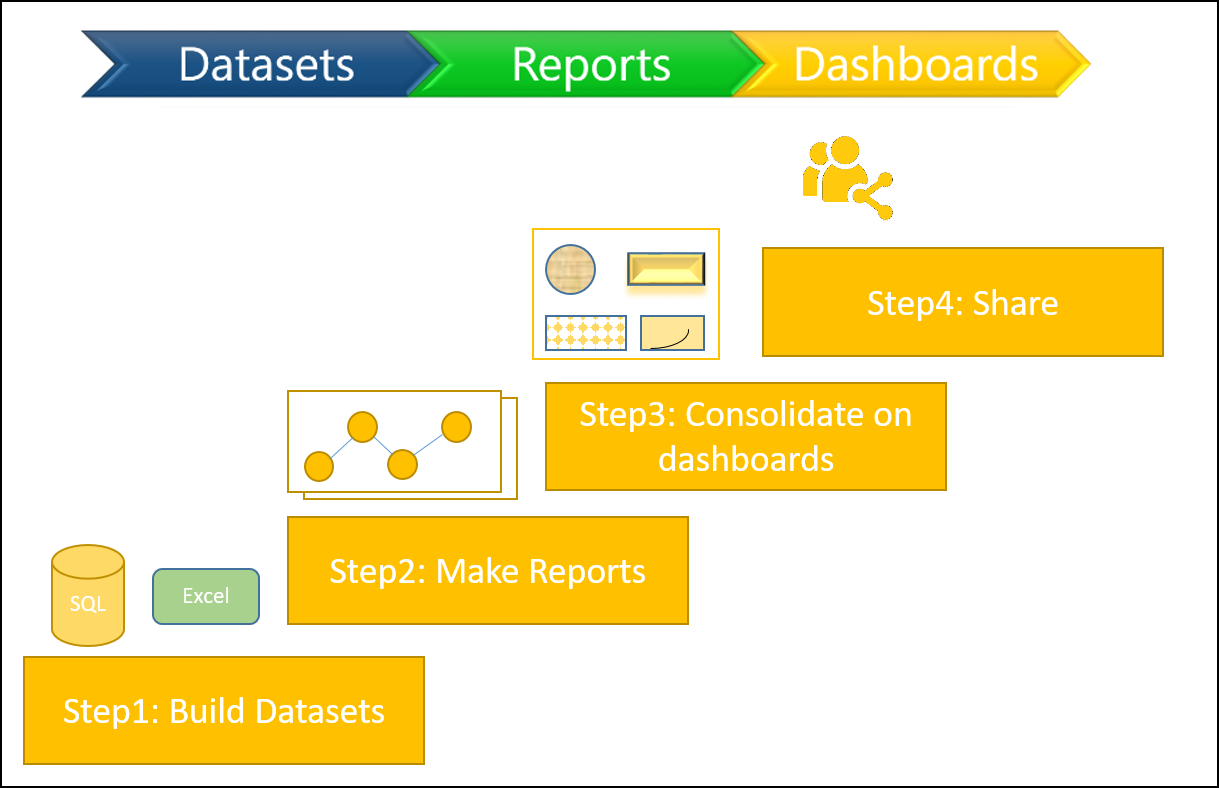 Datasets
Reports
Dashboards
Step4: Share
Step3: Consolidate on
dashboards
Step2: Make Reports
SQL
Excel
Step1: Build Datasets